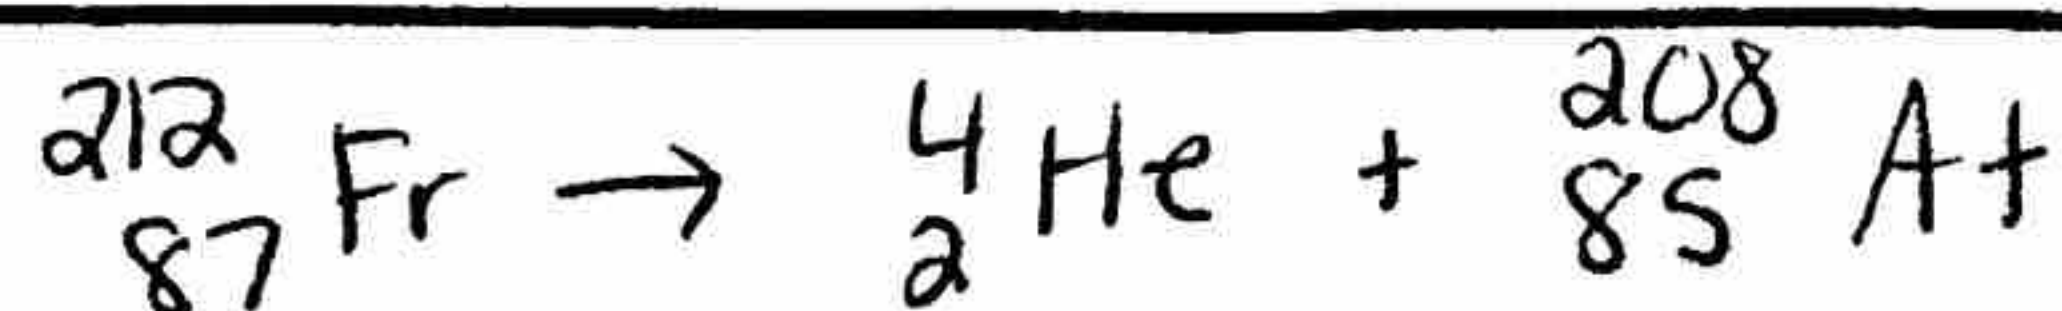 ²¹²₈₇Fr → ⁴₂He + ²⁰⁸₈₅At